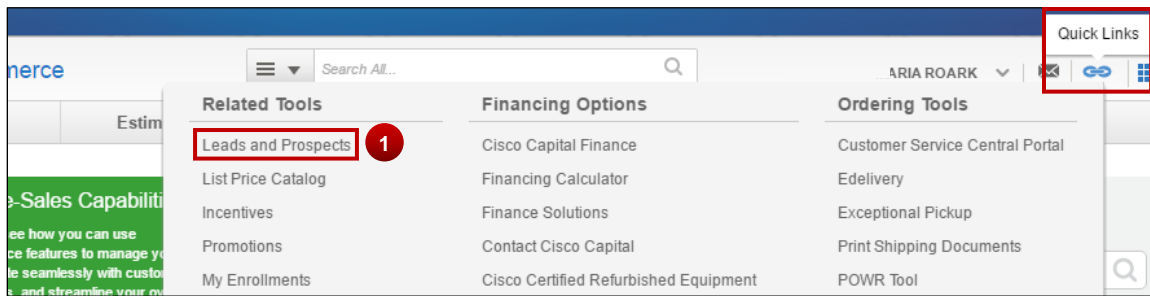 Quick Links
Search All...
ROARK
Related Tools
Financing Options
Ordering Tools
Leads and Prospects
1
Cisco Capital Finance
Customer Service Central Portal
List Price Catalog
Financing Calculator
Edelivery
Incentives
Finance Solutions
Exceptional Pickup
Promotions
Contact Cisco Capital
Print Shipping Documents
My Enrollments
Cisco Certified Refurbished Equipment
POWR Tool
merce
Estim
e-Sales Capabiliti
ee how you can use
ce features to manage yo
le seamlessly with custo
s, and streamline your ov